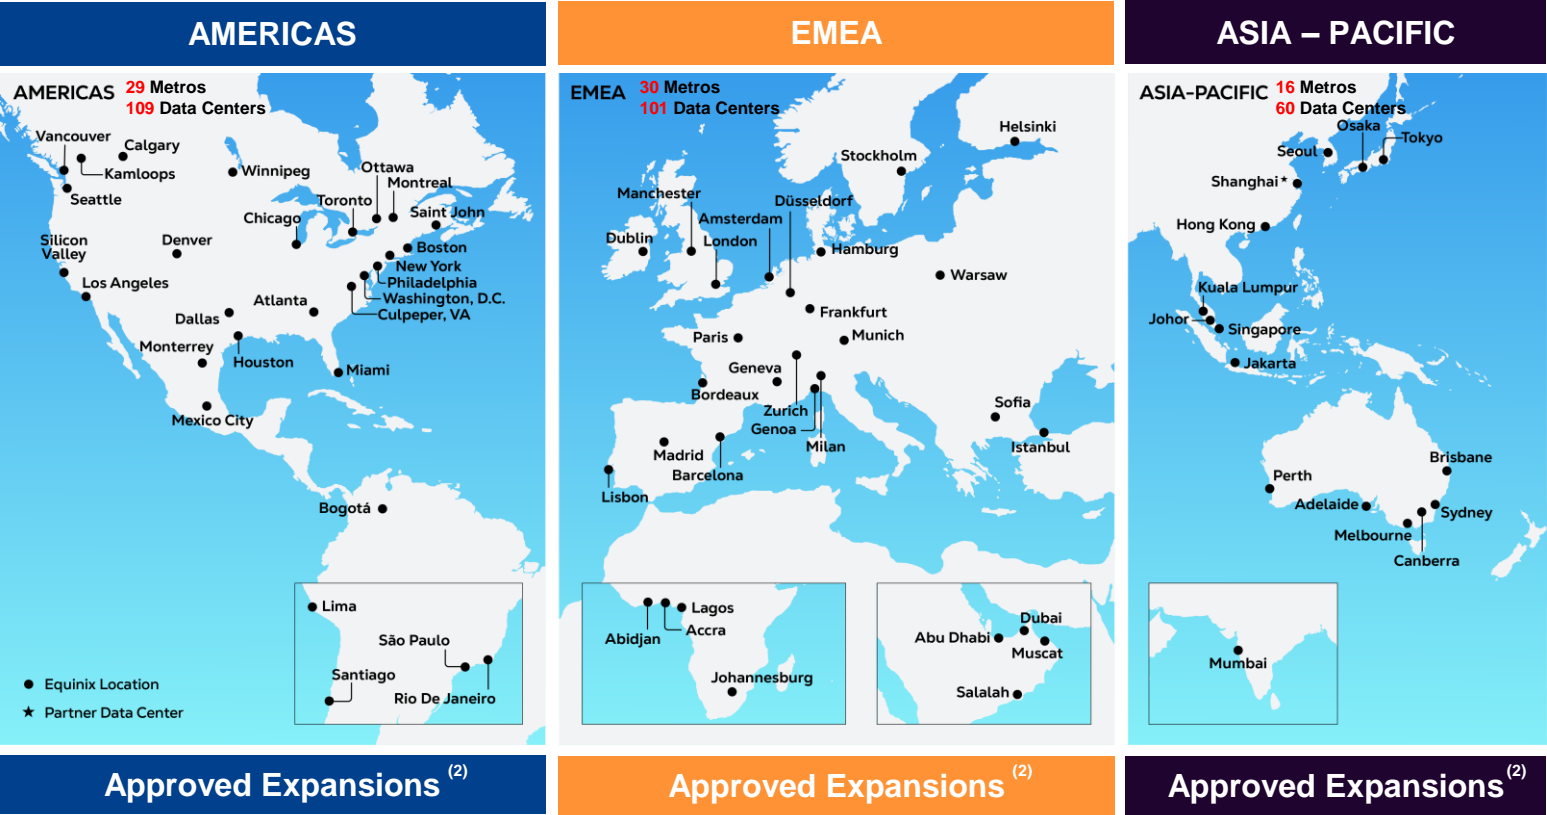 AMERICAS
EMEA
ASIA – PACIFIC
AMERICAS 29 Metros
109 Data Centers
Vancouver
Calgary
Kamloops
Seattle
Winnipeg
Ottawa
Montreal
Toronto
Saint John
Chicago
Silicon
Valley
Denver
Boston
New York
Philadelphia
Washington, D.C.
Culpeper, VA
Los Angeles
Atlanta
Dallas
Monterrey
Houston
Miami
Mexico City
Bogotá
Lima
São Paulo
Santiago
Rio De Janeiro
● Equinix Location
★ Partner Data Center
EMEA 30 Metros
101 Data Centers
Helsinki
Stockholm
Manchester
Düsseldorf
Amsterdam
Dublin
London
Hamburg
Warsaw
Frankfurt
Paris
Munich
Geneva
Bordeaux
Zurich
Genoa
Milan
Sofia
Istanbul
Madrid
Barcelona
Lisbon
Lagos
Accra
Abidjan
Johannesburg
Dubai
Abu Dhabi
Muscat
Salalah
ASIA-PACIFIC 16 Metros
60 Data Centers
Osaka
Tokyo
Seoul
Shanghai★
Hong Kong
Kuala Lumpur
Johor
Singapore
Jakarta
Brisbane
Perth
Adelaide
Sydney
Melbourne
Canberra
Mumbai
Approved Expansions (2)
Approved Expansions (2)
Approved Expansions (2)